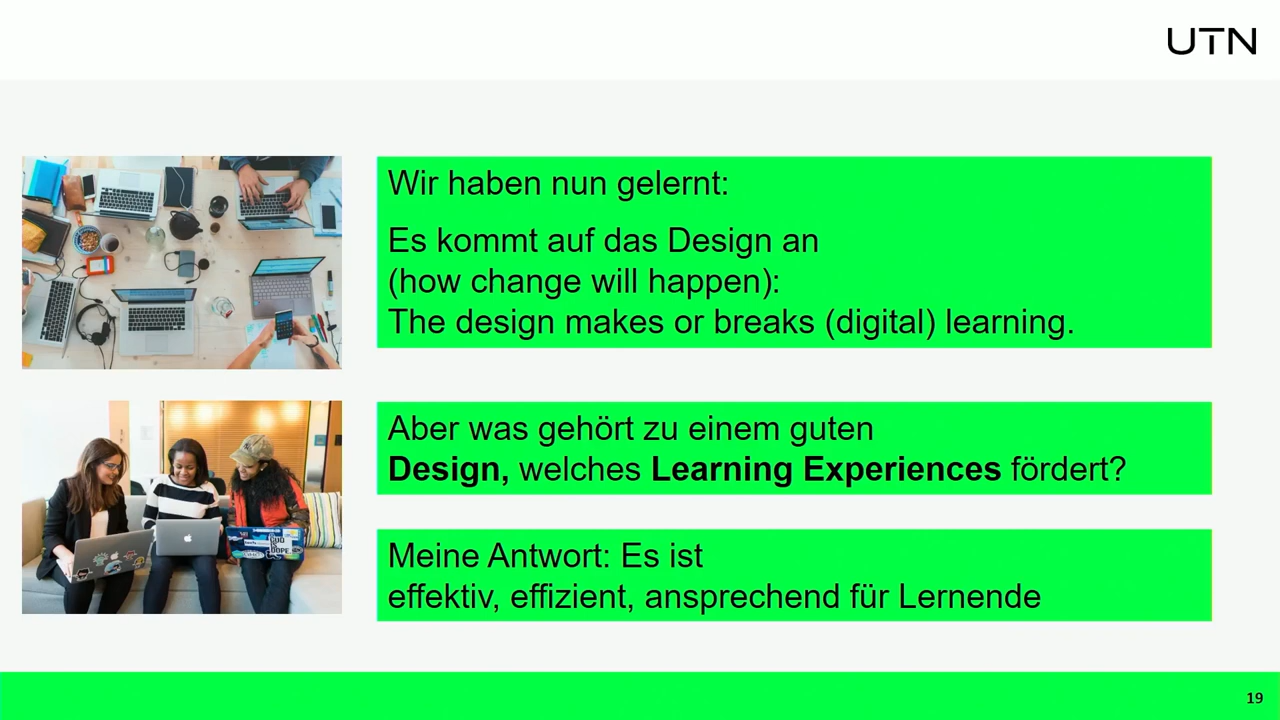 UTN
Wir haben nun gelernt:
Es kommt auf das Design an
(how change will happen):
The design makes or breaks (digital) learning.
Aber was gehört zu einem guten
Design, welches Learning Experiences fördert?
Meine Antwort: Es ist
effektiv, effizient, ansprechend für Lernende
19